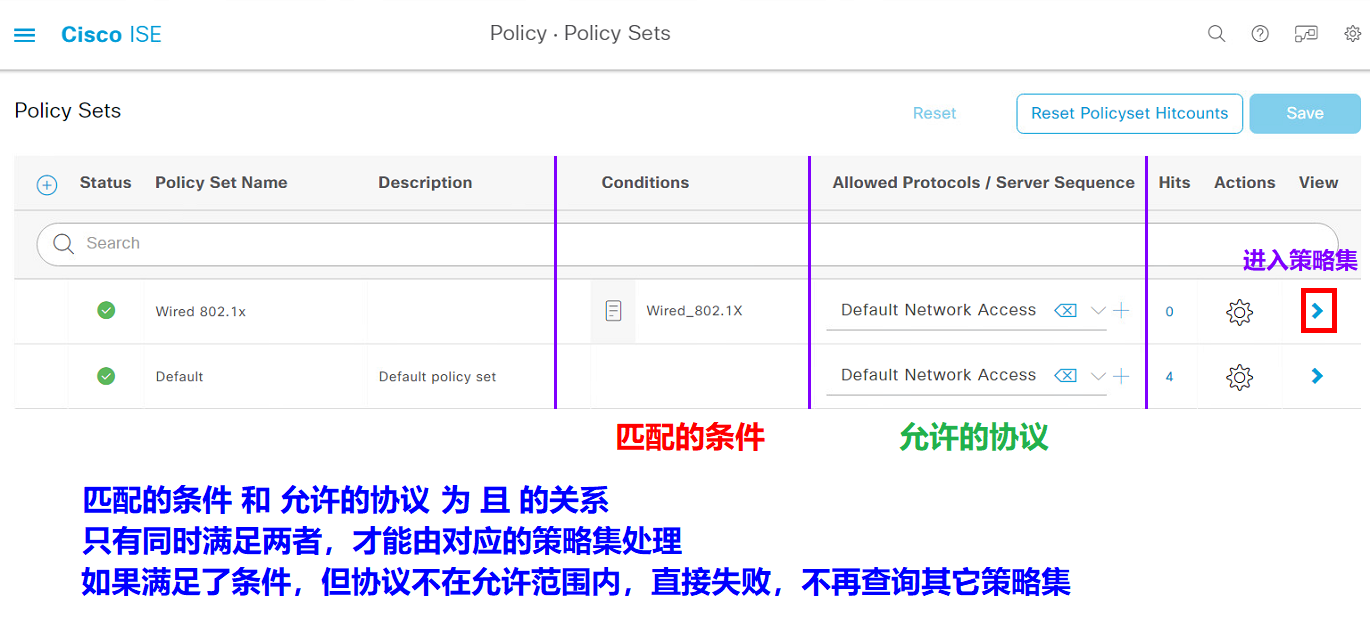 Cisco ISE
Policy · Policy Sets
Policy Sets
Reset
Reset Policyset Hitcounts
Save
Status Policy Set Name Description Conditions Allowed Protocols / Server Sequence Hits Actions View
Search
进入策略集
Wired 802.1x Wired_802.1X Default Network Access 0
Default Default policy set Default Network Access 4
匹配的条件 允许的协议
匹配的条件 和 允许的协议 为 且 的关系
只有同时满足两者，才能由对应的策略集处理
如果满足了条件，但协议不在允许范围内，直接失败，不再查询其它策略集